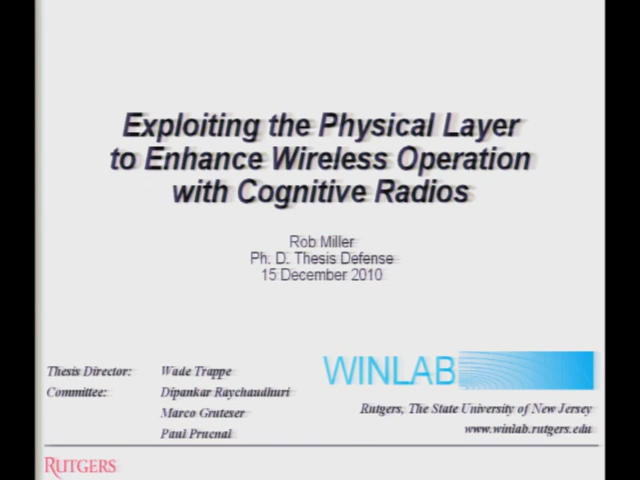 Exploiting the Physical Layer
to Enhance Wireless Operation
with Cognitive Radios
Rob Miller
Ph. D. Thesis Defense
15 December 2010
Thesis Director: Wade Trappe
Committee: Dipankar Raychaudhuri
Marco Gruteser
Paul Prucnal
WINLAB
Rutgers, The State University of New Jersey
www.winlab.rutgers.edu
RUTGERS